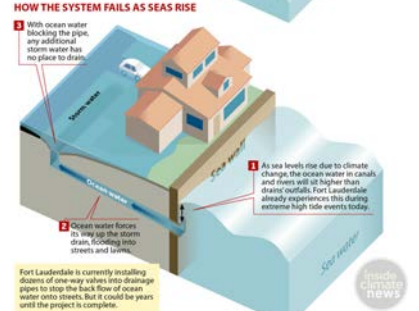 HOW THE SYSTEM FAILS AS SEAS RISE
3 With ocean water
blocking the pipe,
any additional
storm water has
no place to drain.
Storm water
Sea wall
Ocean water
1 As sea levels rise due to climate
change, the ocean water in canals
and rivers will sit higher than
drains' outfalls. Fort Lauderdale
already experiences this during
extreme high tide events today.
2 Ocean water forces
its way up the storm
drain, flooding into
streets and lawns.
Sea water
Fort Lauderdale is currently installing
dozens of one-way valves into drainage
pipes to stop the back flow of ocean
water onto streets. But it could be years
until the project is complete.
inside
climate
news